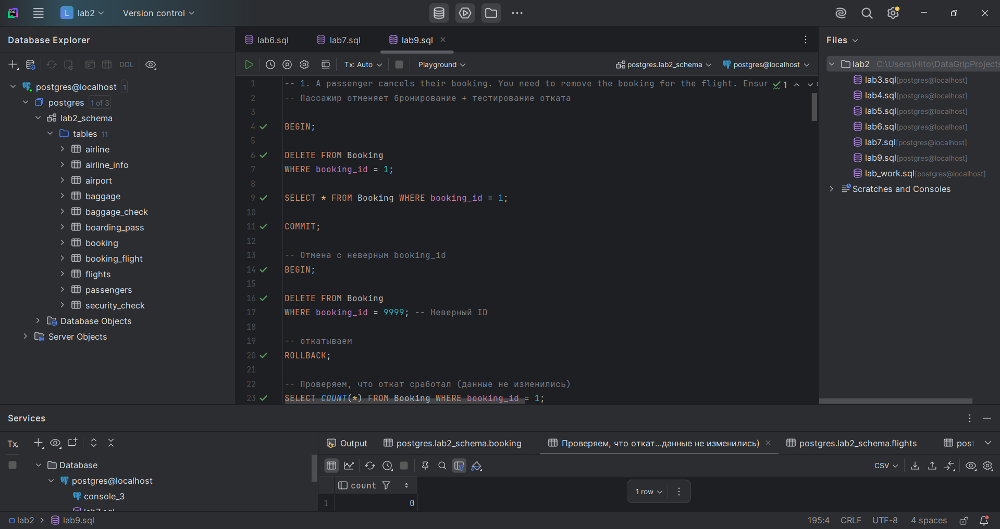 L lab2 Version control
Database Explorer
DDL
postgres@localhost 1
postgres 1 of 3
lab2_schema
tables 11
airline
airline_info
airport
baggage
baggage_check
boarding_pass
booking
booking_flight
flights
passengers
security_check
Database Objects
Server Objects
lab6.sql lab7.sql lab9.sql
Tx: Auto Playground postgres.lab2_schema postgres@localhost
1 -- 1. A passenger cancels their booking. You need to remove the booking for the flight. Ensur 1
2 -- Пассажир отменяет бронирование + тестирование отката
3
4 BEGIN;
5
6 DELETE FROM Booking
7 WHERE booking_id = 1;
8
9 SELECT * FROM Booking WHERE booking_id = 1;
10
11 COMMIT;
12
13 -- Отмена с неверным booking_id
14 BEGIN;
15
16 DELETE FROM Booking
17 WHERE booking_id = 9999; -- Неверный ID
18
19 -- откатываем
20 ROLLBACK;
21
22 -- Проверяем, что откат сработал (данные не изменились)
23 SELECT COUNT(*) FROM Booking WHERE booking_id = 1;
Files
lab2 C:\Users\Hito\DataGripProjects
lab3.sql [postgres@localhost]
lab4.sql [postgres@localhost]
lab5.sql [postgres@localhost]
lab6.sql [postgres@localhost]
lab7.sql [postgres@localhost]
lab9.sql [postgres@localhost]
lab_work.sql [postgres@localhost]
Scratches and Consoles
Services
Tx
Database
postgres@localhost
console_3
lab7.sql
Output postgres.lab2_schema.booking Проверяем, что откат...данные не изменились) postgres.lab2_schema.flights post
CSV
count
1 0
1 row
lab2 > lab9.sql
195:4 CRLF UTF-8 4 spaces